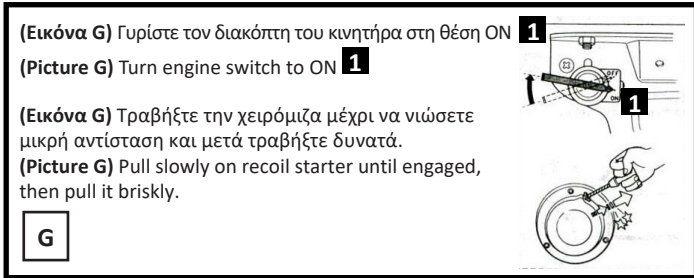 (Εικόνα G) Γυρίστε τον διακόπτη του κινητήρα στη θέση ON 1
(Picture G) Turn engine switch to ON 1
(Εικόνα G) Τραβήξτε την χειρόμιζα μέχρι να νιώσετε
μικρή αντίσταση και μετά τραβήξτε δυνατά.
(Picture G) Pull slowly on recoil starter until engaged,
then pull it briskly.
G
OFF
ON
1